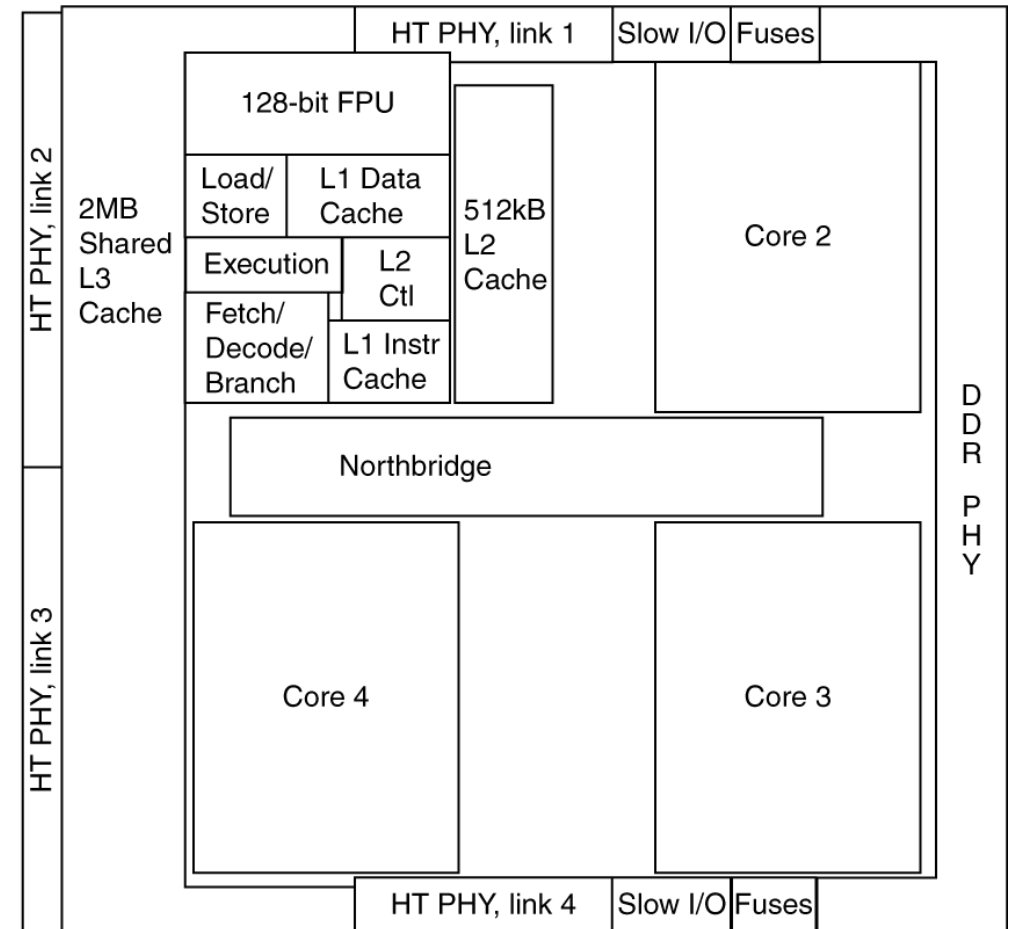 HT PHY, link 1
Slow I/O
Fuses
HT PHY, link 2
2MB
Shared
L3
Cache
128-bit FPU
Load/
Store
L1 Data
Cache
Execution
L2
Ctl
Fetch/
Decode/
Branch
L1 Instr
Cache
512kB
L2
Cache
Core 2
Northbridge
DDR PHY
HT PHY, link 3
Core 4
Core 3
HT PHY, link 4
Slow I/O
Fuses